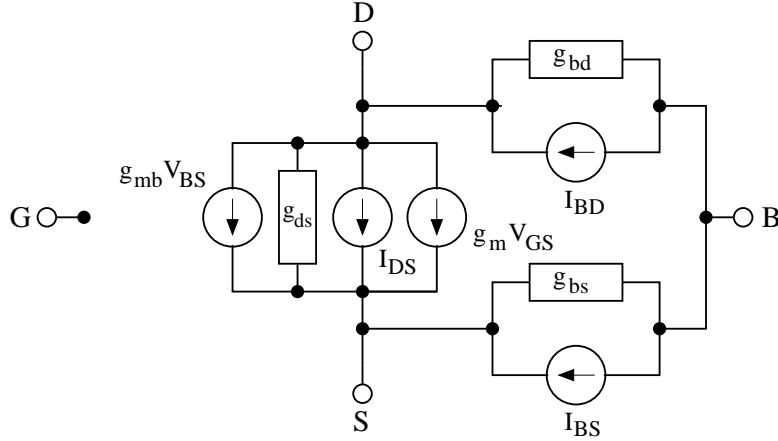 D
g_bd
g_mb V_BS
G
g_ds
I_BD
B
I_DS
g_m V_GS
g_bs
S
I_BS